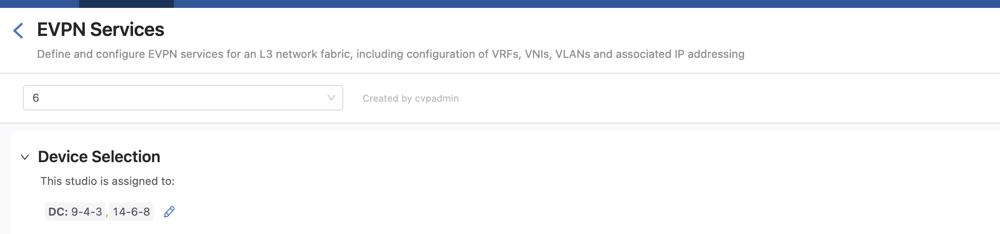 EVPN Services
Define and configure EVPN services for an L3 network fabric, including configuration of VRFs, VNIs, VLANs and associated IP addressing
6
Created by cvpadmin
Device Selection
This studio is assigned to:
DC: 9-4-3, 14-6-8